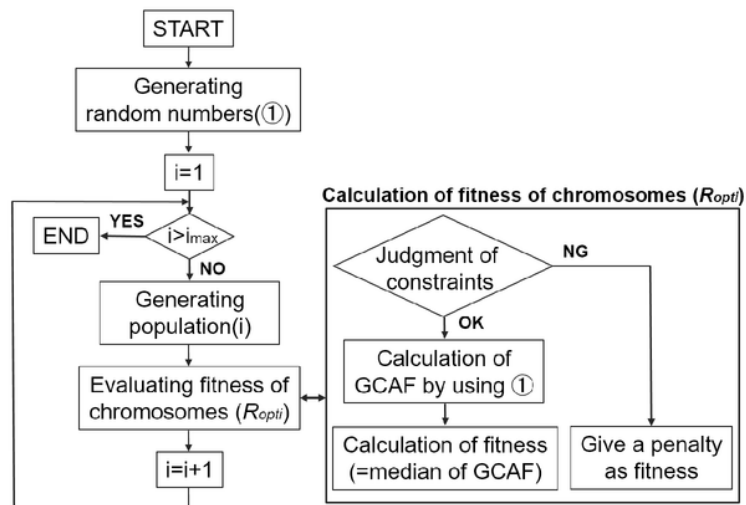 START
Generating
random numbers(①)
i=1
YES
END
i>imax
NO
Generating
population(i)
Evaluating fitness of
chromosomes (Ropti)
i=i+1
Calculation of fitness of chromosomes (Ropti)
Judgment of
constraints
NG
OK
Calculation of
GCAF by using ①
Calculation of fitness
(=median of GCAF)
Give a penalty
as fitness